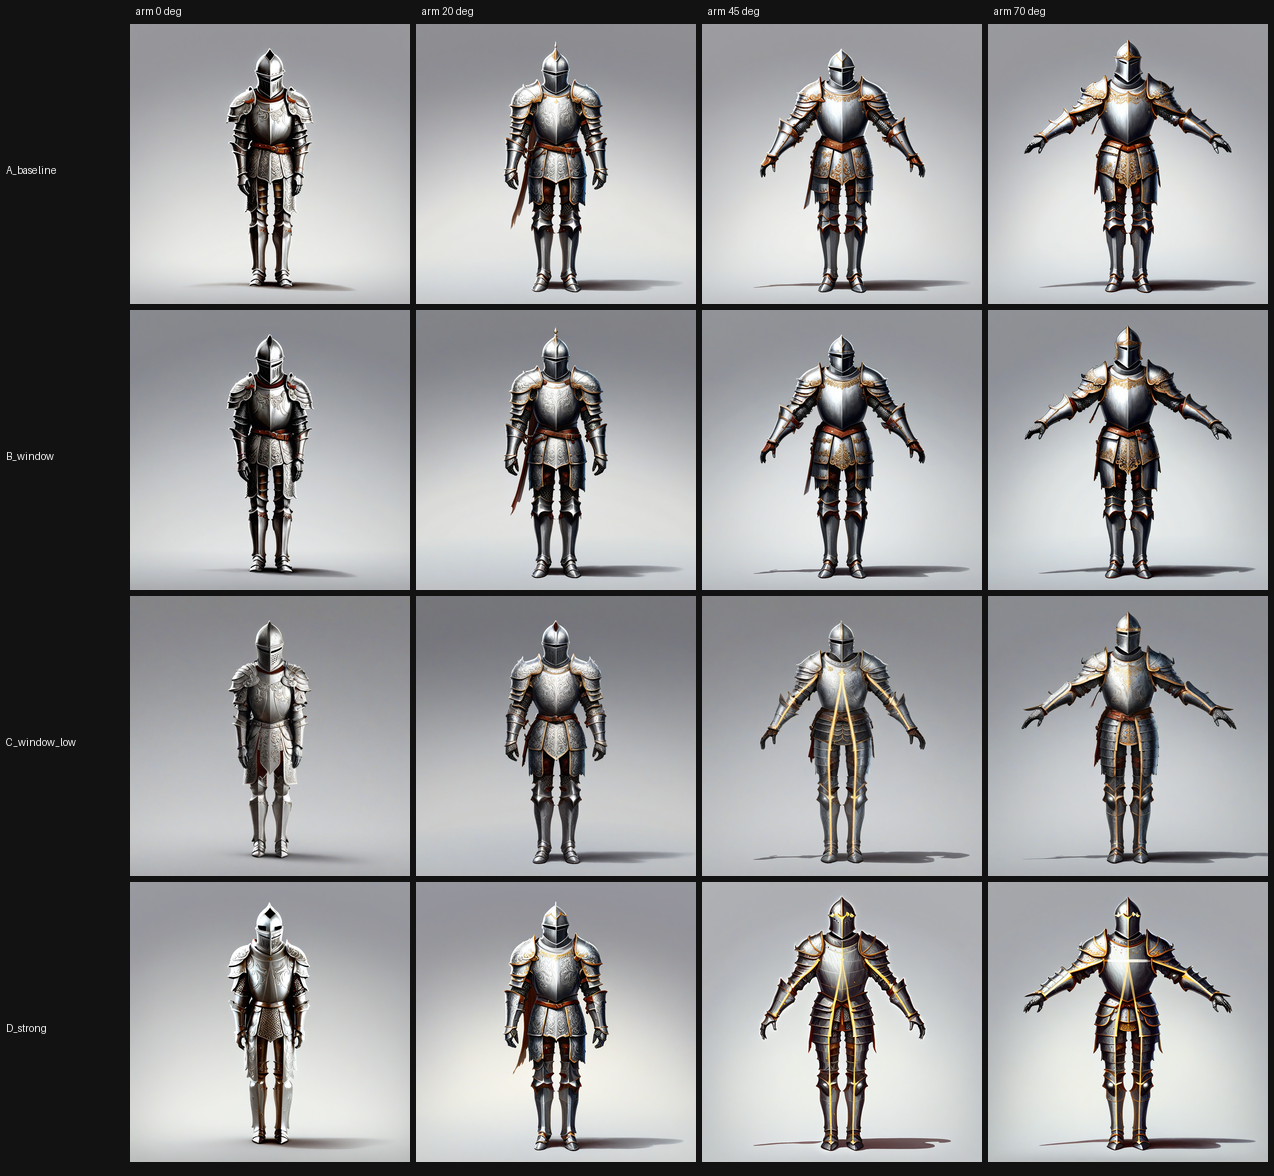 arm 0 deg
arm 20 deg
arm 45 deg
arm 70 deg
A_baseline
B_window
C_window_low
D_strong